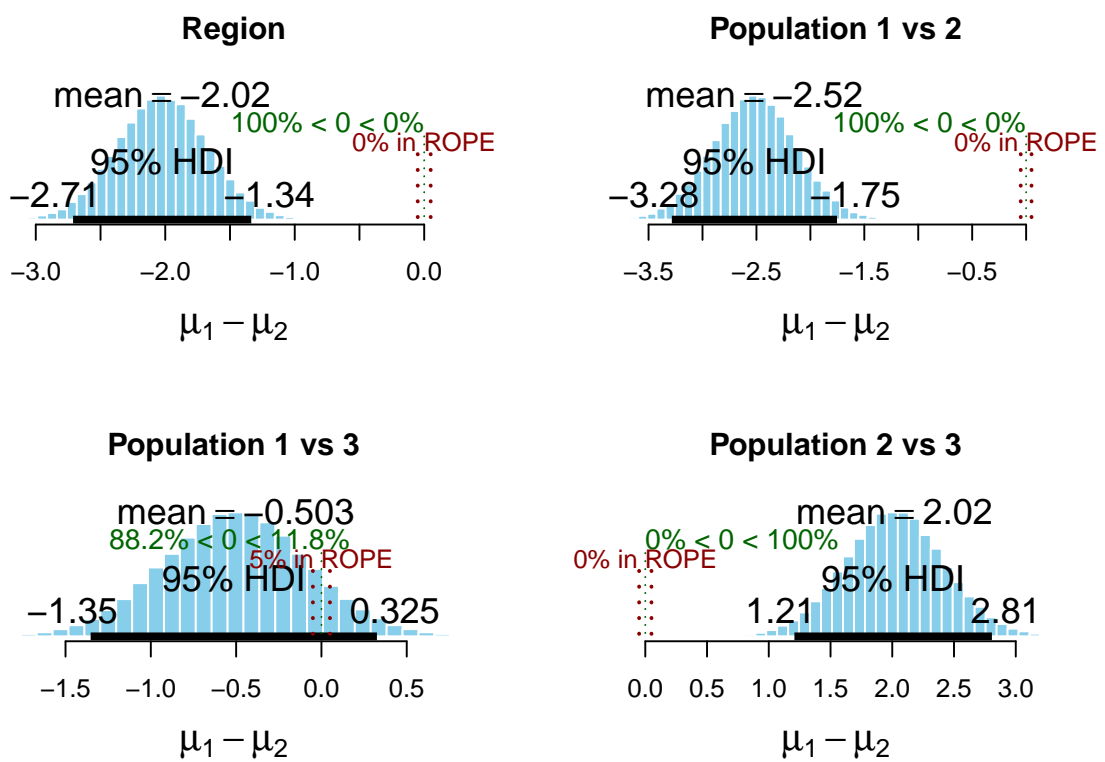 Region
mean = −2.02
100% < 0 < 0%
0% in ROPE
95% HDI
−2.71
−1.34
−3.0 −2.0 −1.0 0.0
μ1 − μ2
Population 1 vs 2
mean = −2.52
100% < 0 < 0%
0% in ROPE
95% HDI
−3.28
−1.75
−3.5 −2.5 −1.5 −0.5
μ1 − μ2
Population 1 vs 3
mean = −0.503
88.2% < 0 < 11.8%
5% in ROPE
95% HDI
−1.35
0.325
−1.5 −1.0 −0.5 0.0 0.5
μ1 − μ2
Population 2 vs 3
mean = 2.02
0% < 0 < 100%
0% in ROPE
95% HDI
1.21
2.81
0.0 0.5 1.0 1.5 2.0 2.5 3.0
μ1 − μ2